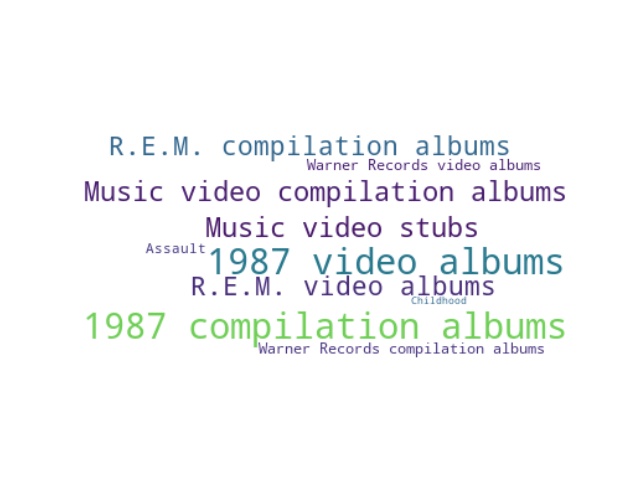 R.E.M. compilation albums
Warner Records video albums
Music video compilation albums
Music video stubs
Assault
1987 video albums
R.E.M. video albums
Childhood
1987 compilation albums
Warner Records compilation albums